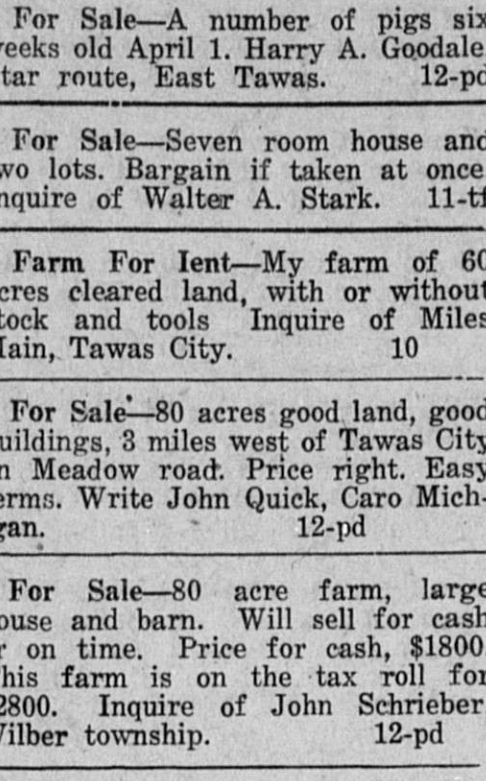 For Sale—A number of pigs six
weeks old April 1. Harry A. Goodale
tar route, East Tawas. 12-pd
For Sale—Seven room house and
wo lots. Bargain if taken at once
nquire of Walter A. Stark. 11-tf
Farm For Ient—My farm of 60
cres cleared land, with or without
tock and tools Inquire of Miles
Main, Tawas City. 10
For Sale—80 acres good land, good
uildings, 3 miles west of Tawas City
n Meadow road. Price right. Easy
erms. Write John Quick, Caro Mich-
gan. 12-pd
For Sale—80 acre farm, large
ouse and barn. Will sell for cash
r on time. Price for cash, $1800
his farm is on the tax roll for
2800. Inquire of John Schrieber
Wilber township. 12-pd